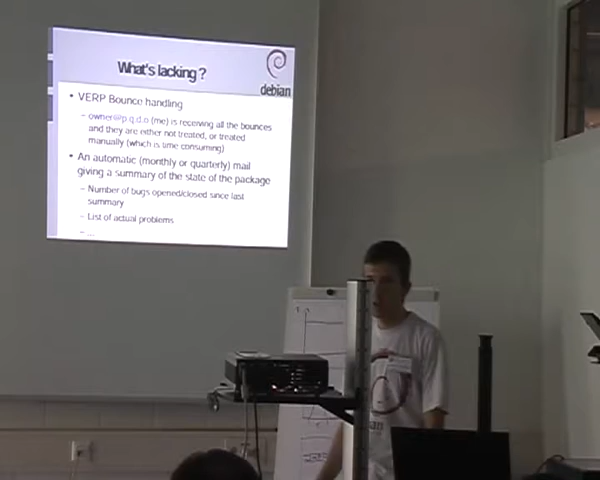 What's lacking?
debian
• VERP Bounce handling
– owner@p.q.d.o (me) is receiving all the bounces
and they are either not treated, or treated
manually (which is time consuming)
• An automatic (monthly or quarterly) mail
giving a summary of the state of the package
– Number of bugs opened/closed since last
summary
– List of actual problems
– ...